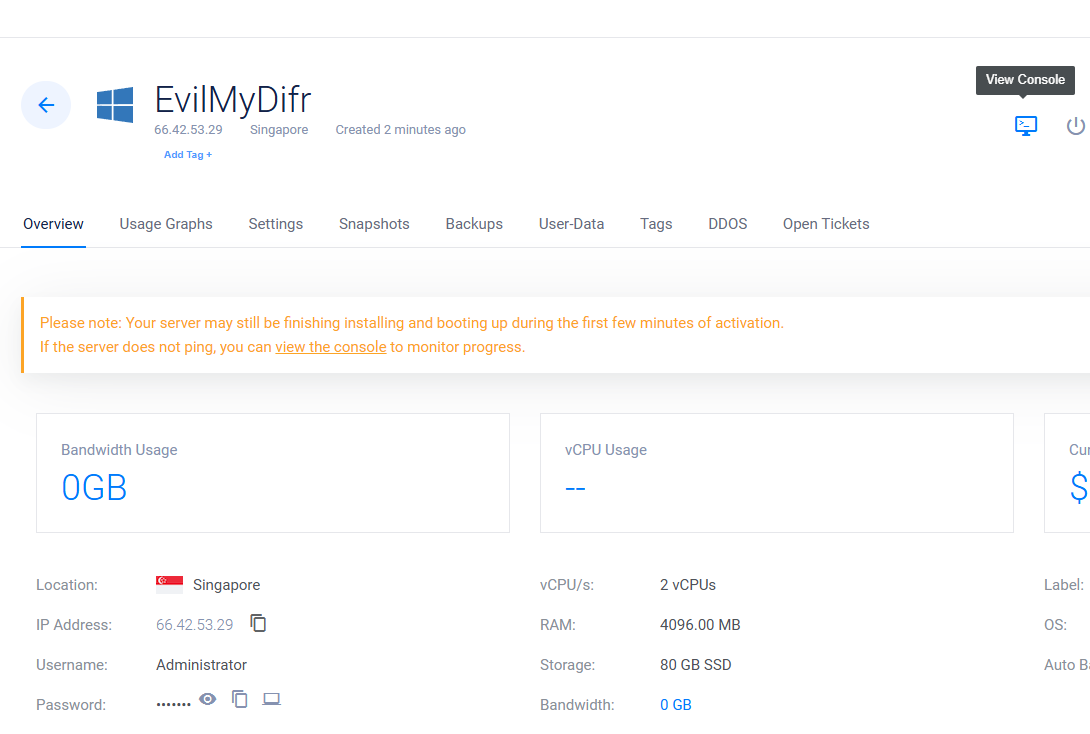 View Console
EvilMyDifr
66.42.53.29 Singapore Created 2 minutes ago
Add Tag +
Overview Usage Graphs Settings Snapshots Backups User-Data Tags DDOS Open Tickets
Please note: Your server may still be finishing installing and booting up during the first few minutes of activation.
If the server does not ping, you can view the console to monitor progress.
Bandwidth Usage vCPU Usage Cur
0GB -- $
Location: Singapore vCPU/s: 2 vCPUs Label:
IP Address: 66.42.53.29 RAM: 4096.00 MB OS:
Username: Administrator Storage: 80 GB SSD Auto Ba
Password: ••••••• Bandwidth: 0 GB